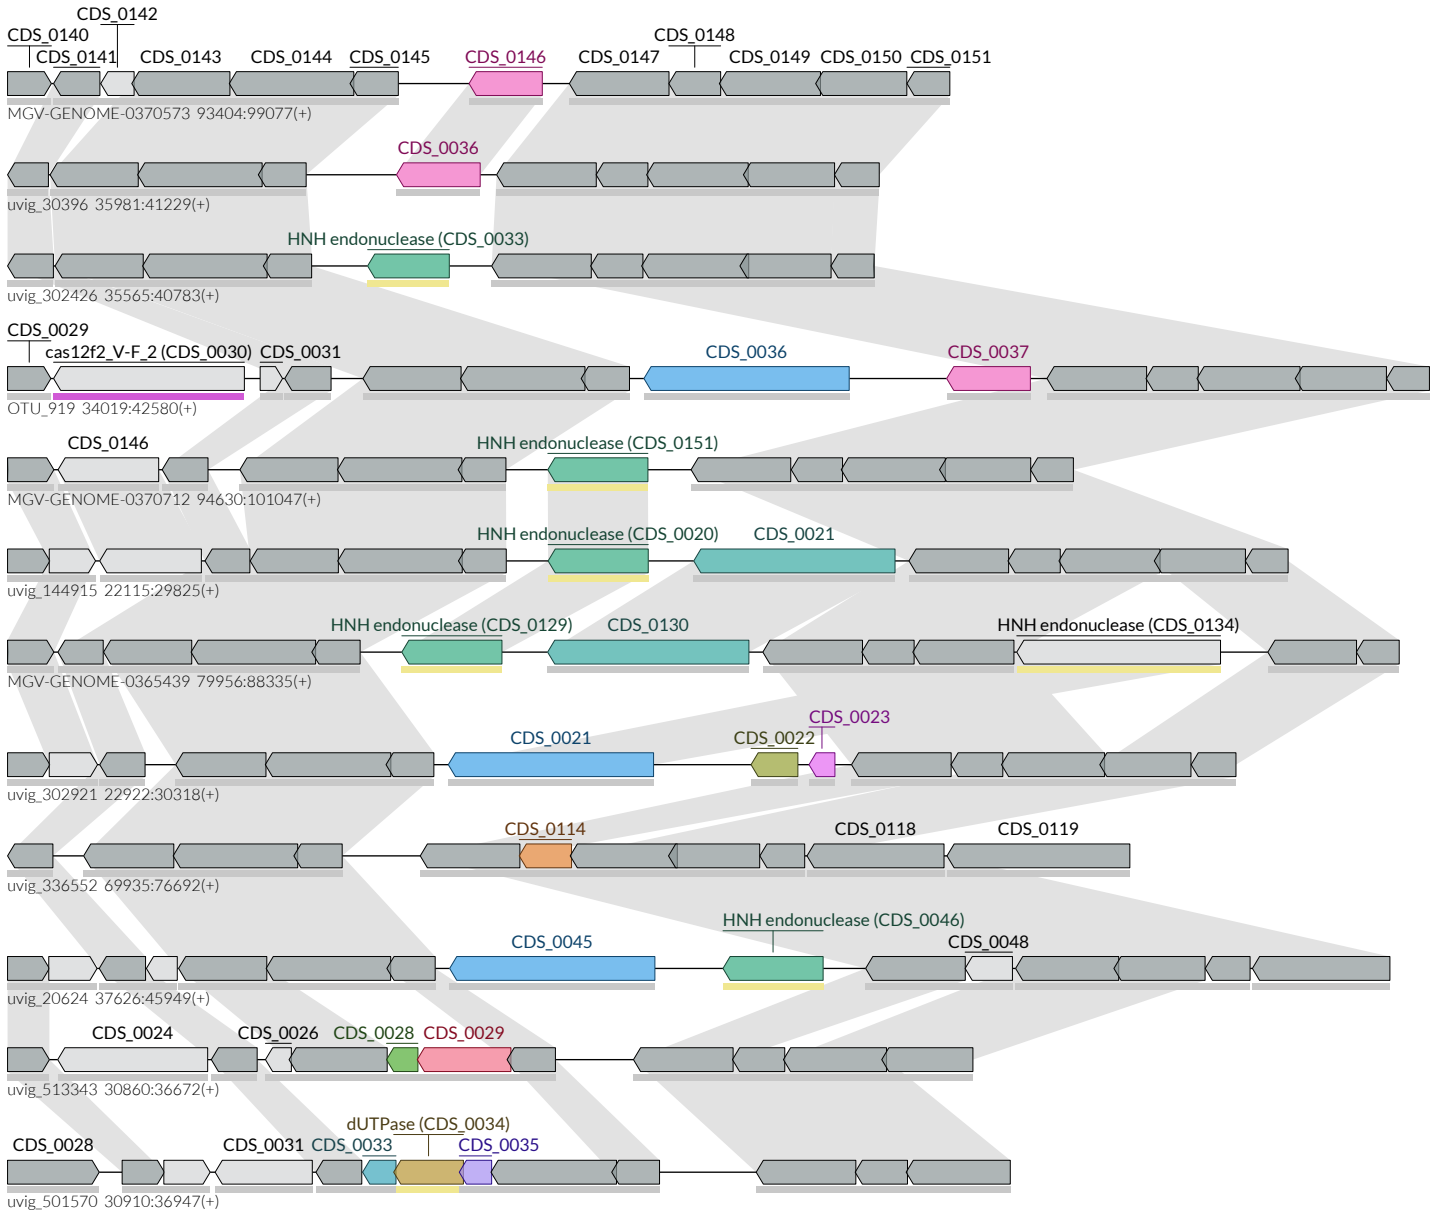 CDS_0142
CDS_0140 CDS_0148
CDS_0141 CDS_0143 CDS_0144 CDS_0145 CDS_0146 CDS_0147 CDS_0149 CDS_0150 CDS_0151
MGV-GENOME-0370573 93404:99077(+)
CDS_0036
uvig_30396 35981:41229(+)
HNH endonuclease (CDS_0033)
uvig_302426 35565:40783(+)
CDS_0029
cas12f2_V-F_2 (CDS_0030) CDS_0031 CDS_0036 CDS_0037
OTU_919 34019:42580(+)
CDS_0146 HNH endonuclease (CDS_0151)
MGV-GENOME-0370712 94630:101047(+)
HNH endonuclease (CDS_0020) CDS_0021
uvig_144915 22115:29825(+)
HNH endonuclease (CDS_0129) CDS_0130 HNH endonuclease (CDS_0134)
MGV-GENOME-0365439 79956:88335(+)
CDS_0023
CDS_0021 CDS_0022
uvig_302921 22922:30318(+)
CDS_0114 CDS_0118 CDS_0119
uvig_336552 69935:76692(+)
HNH endonuclease (CDS_0046)
CDS_0045 CDS_0048
uvig_20624 37626:45949(+)
CDS_0024 CDS_0026 CDS_0028 CDS_0029
uvig_513343 30860:36672(+)
dUTPase (CDS_0034)
CDS_0028 CDS_0031 CDS_0033 CDS_0035
uvig_501570 30910:36947(+)